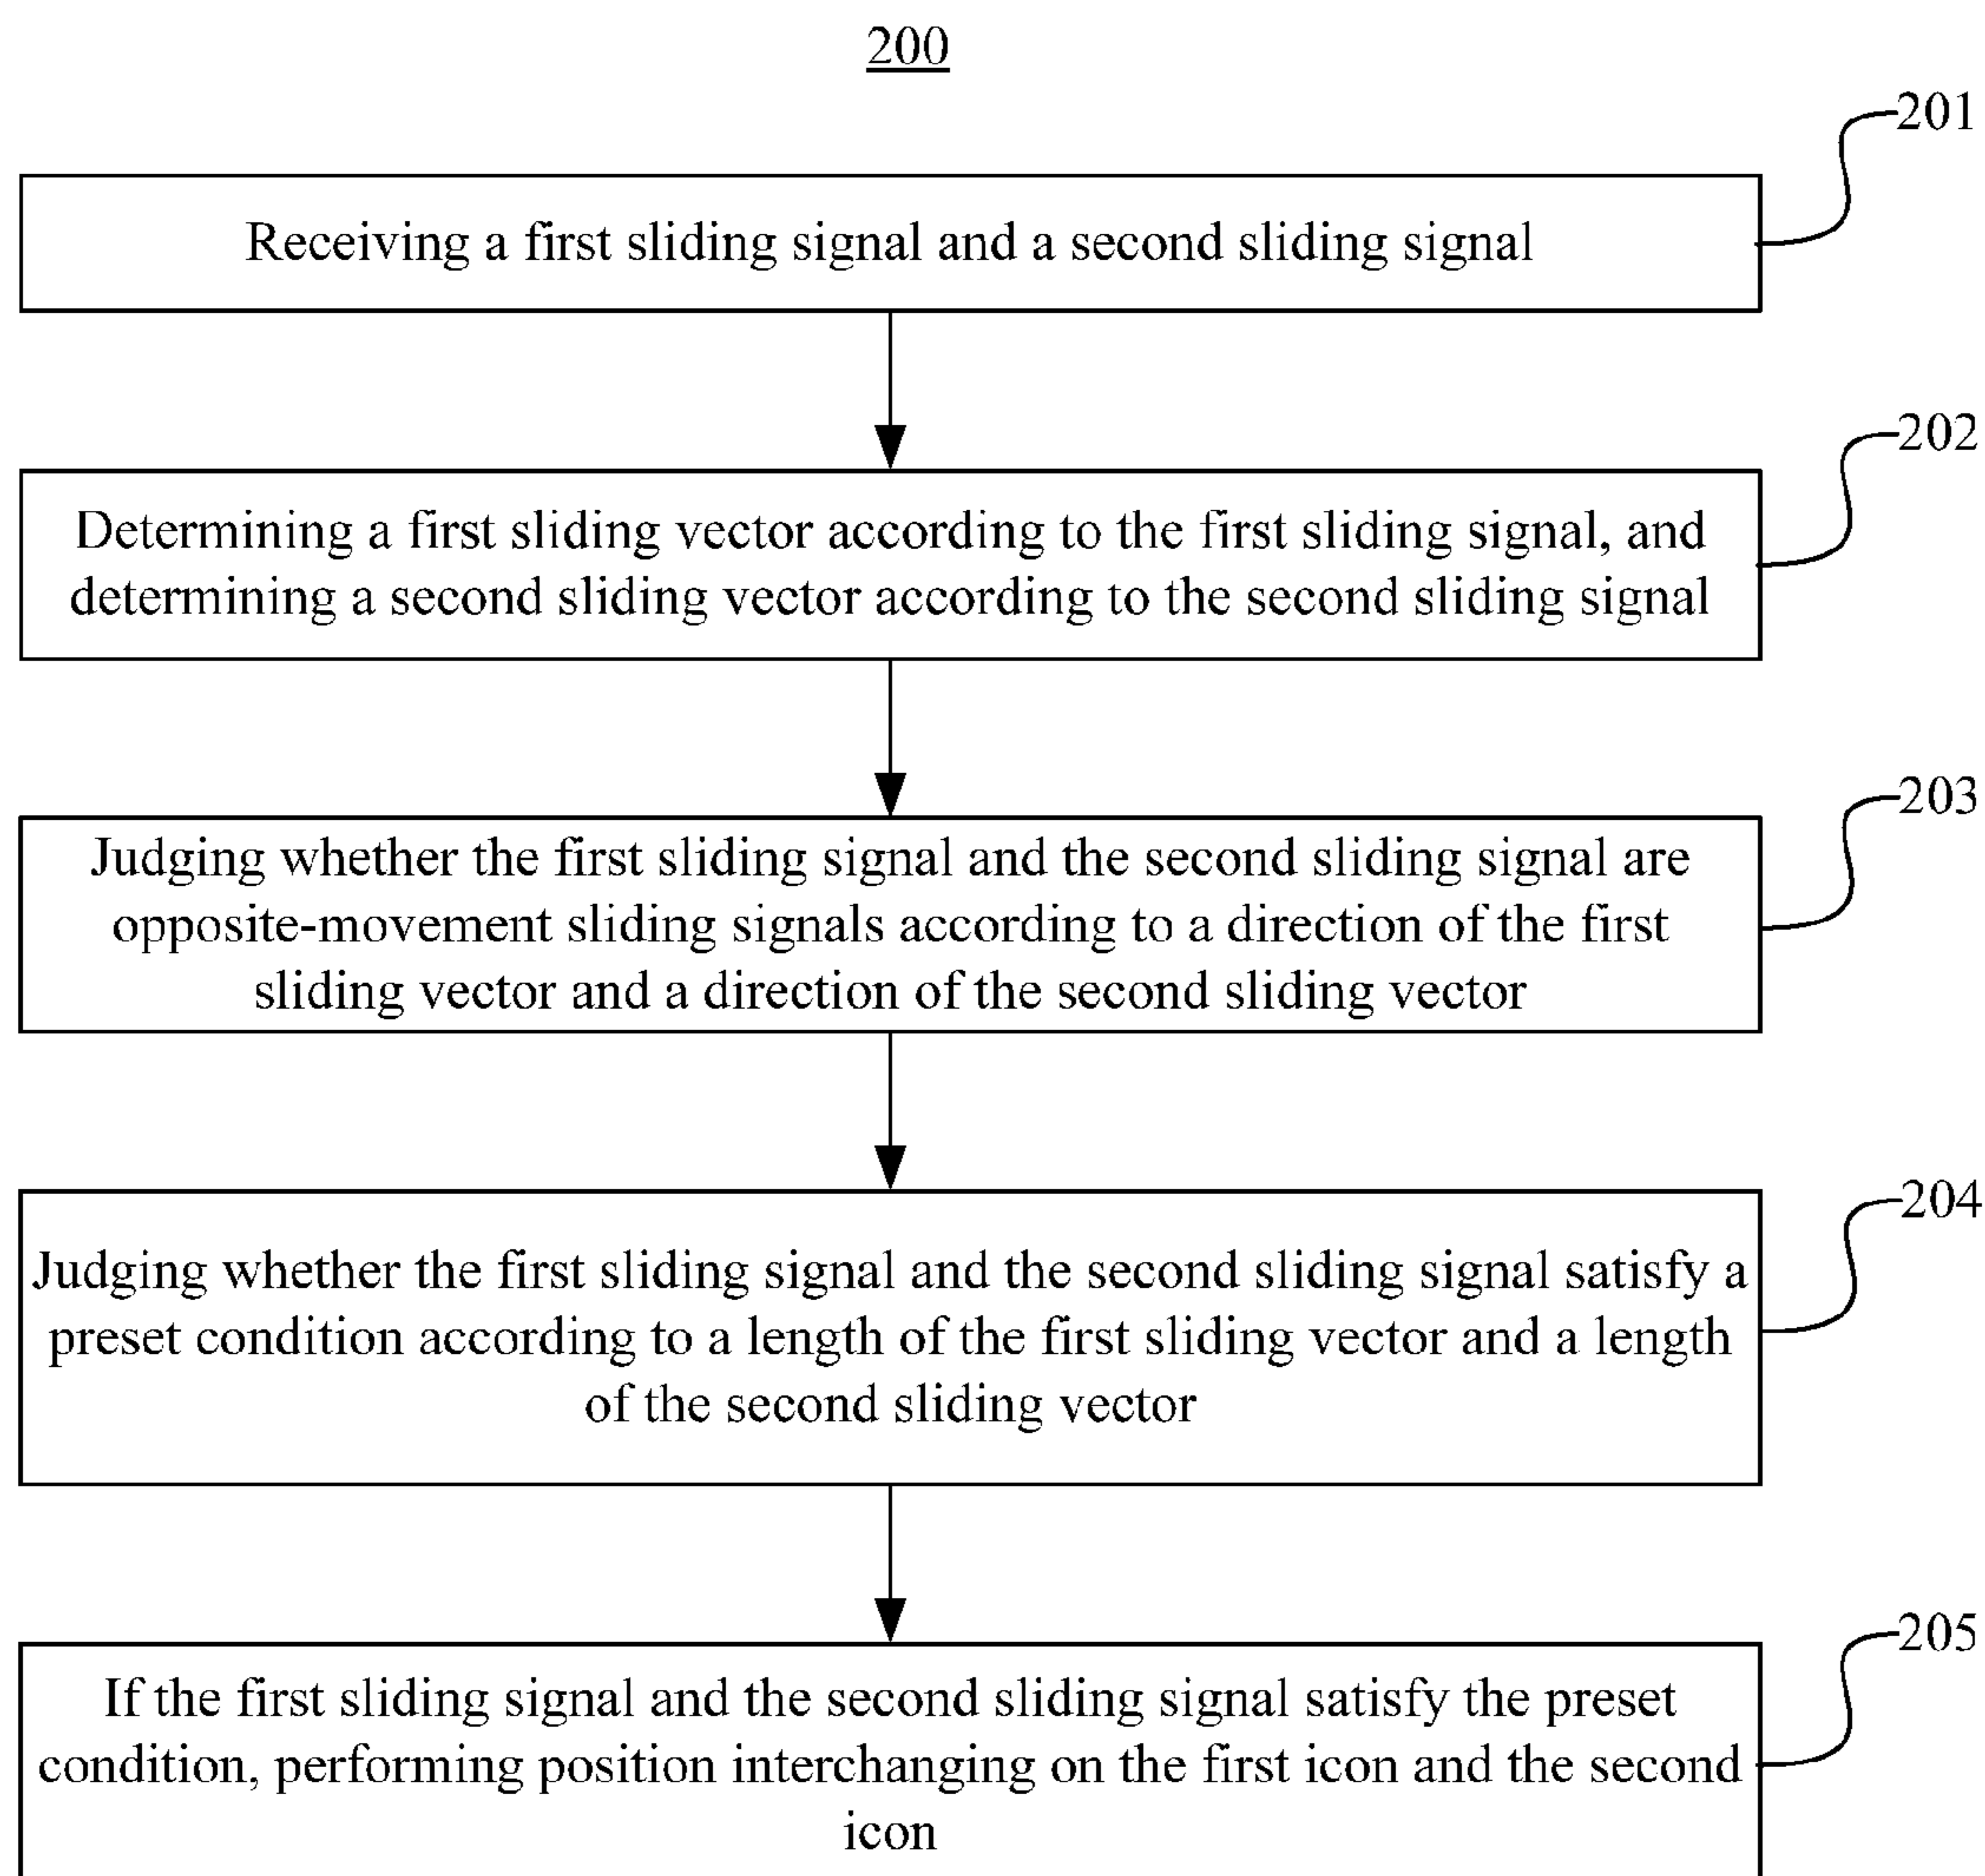 200
201
Receiving a first sliding signal and a second sliding signal
202
Determining a first sliding vector according to the first sliding signal, and
determining a second sliding vector according to the second sliding signal
203
Judging whether the first sliding signal and the second sliding signal are
opposite-movement sliding signals according to a direction of the first
sliding vector and a direction of the second sliding vector
204
Judging whether the first sliding signal and the second sliding signal satisfy a
preset condition according to a length of the first sliding vector and a length
of the second sliding vector
205
If the first sliding signal and the second sliding signal satisfy the preset
condition, performing position interchanging on the first icon and the second
icon